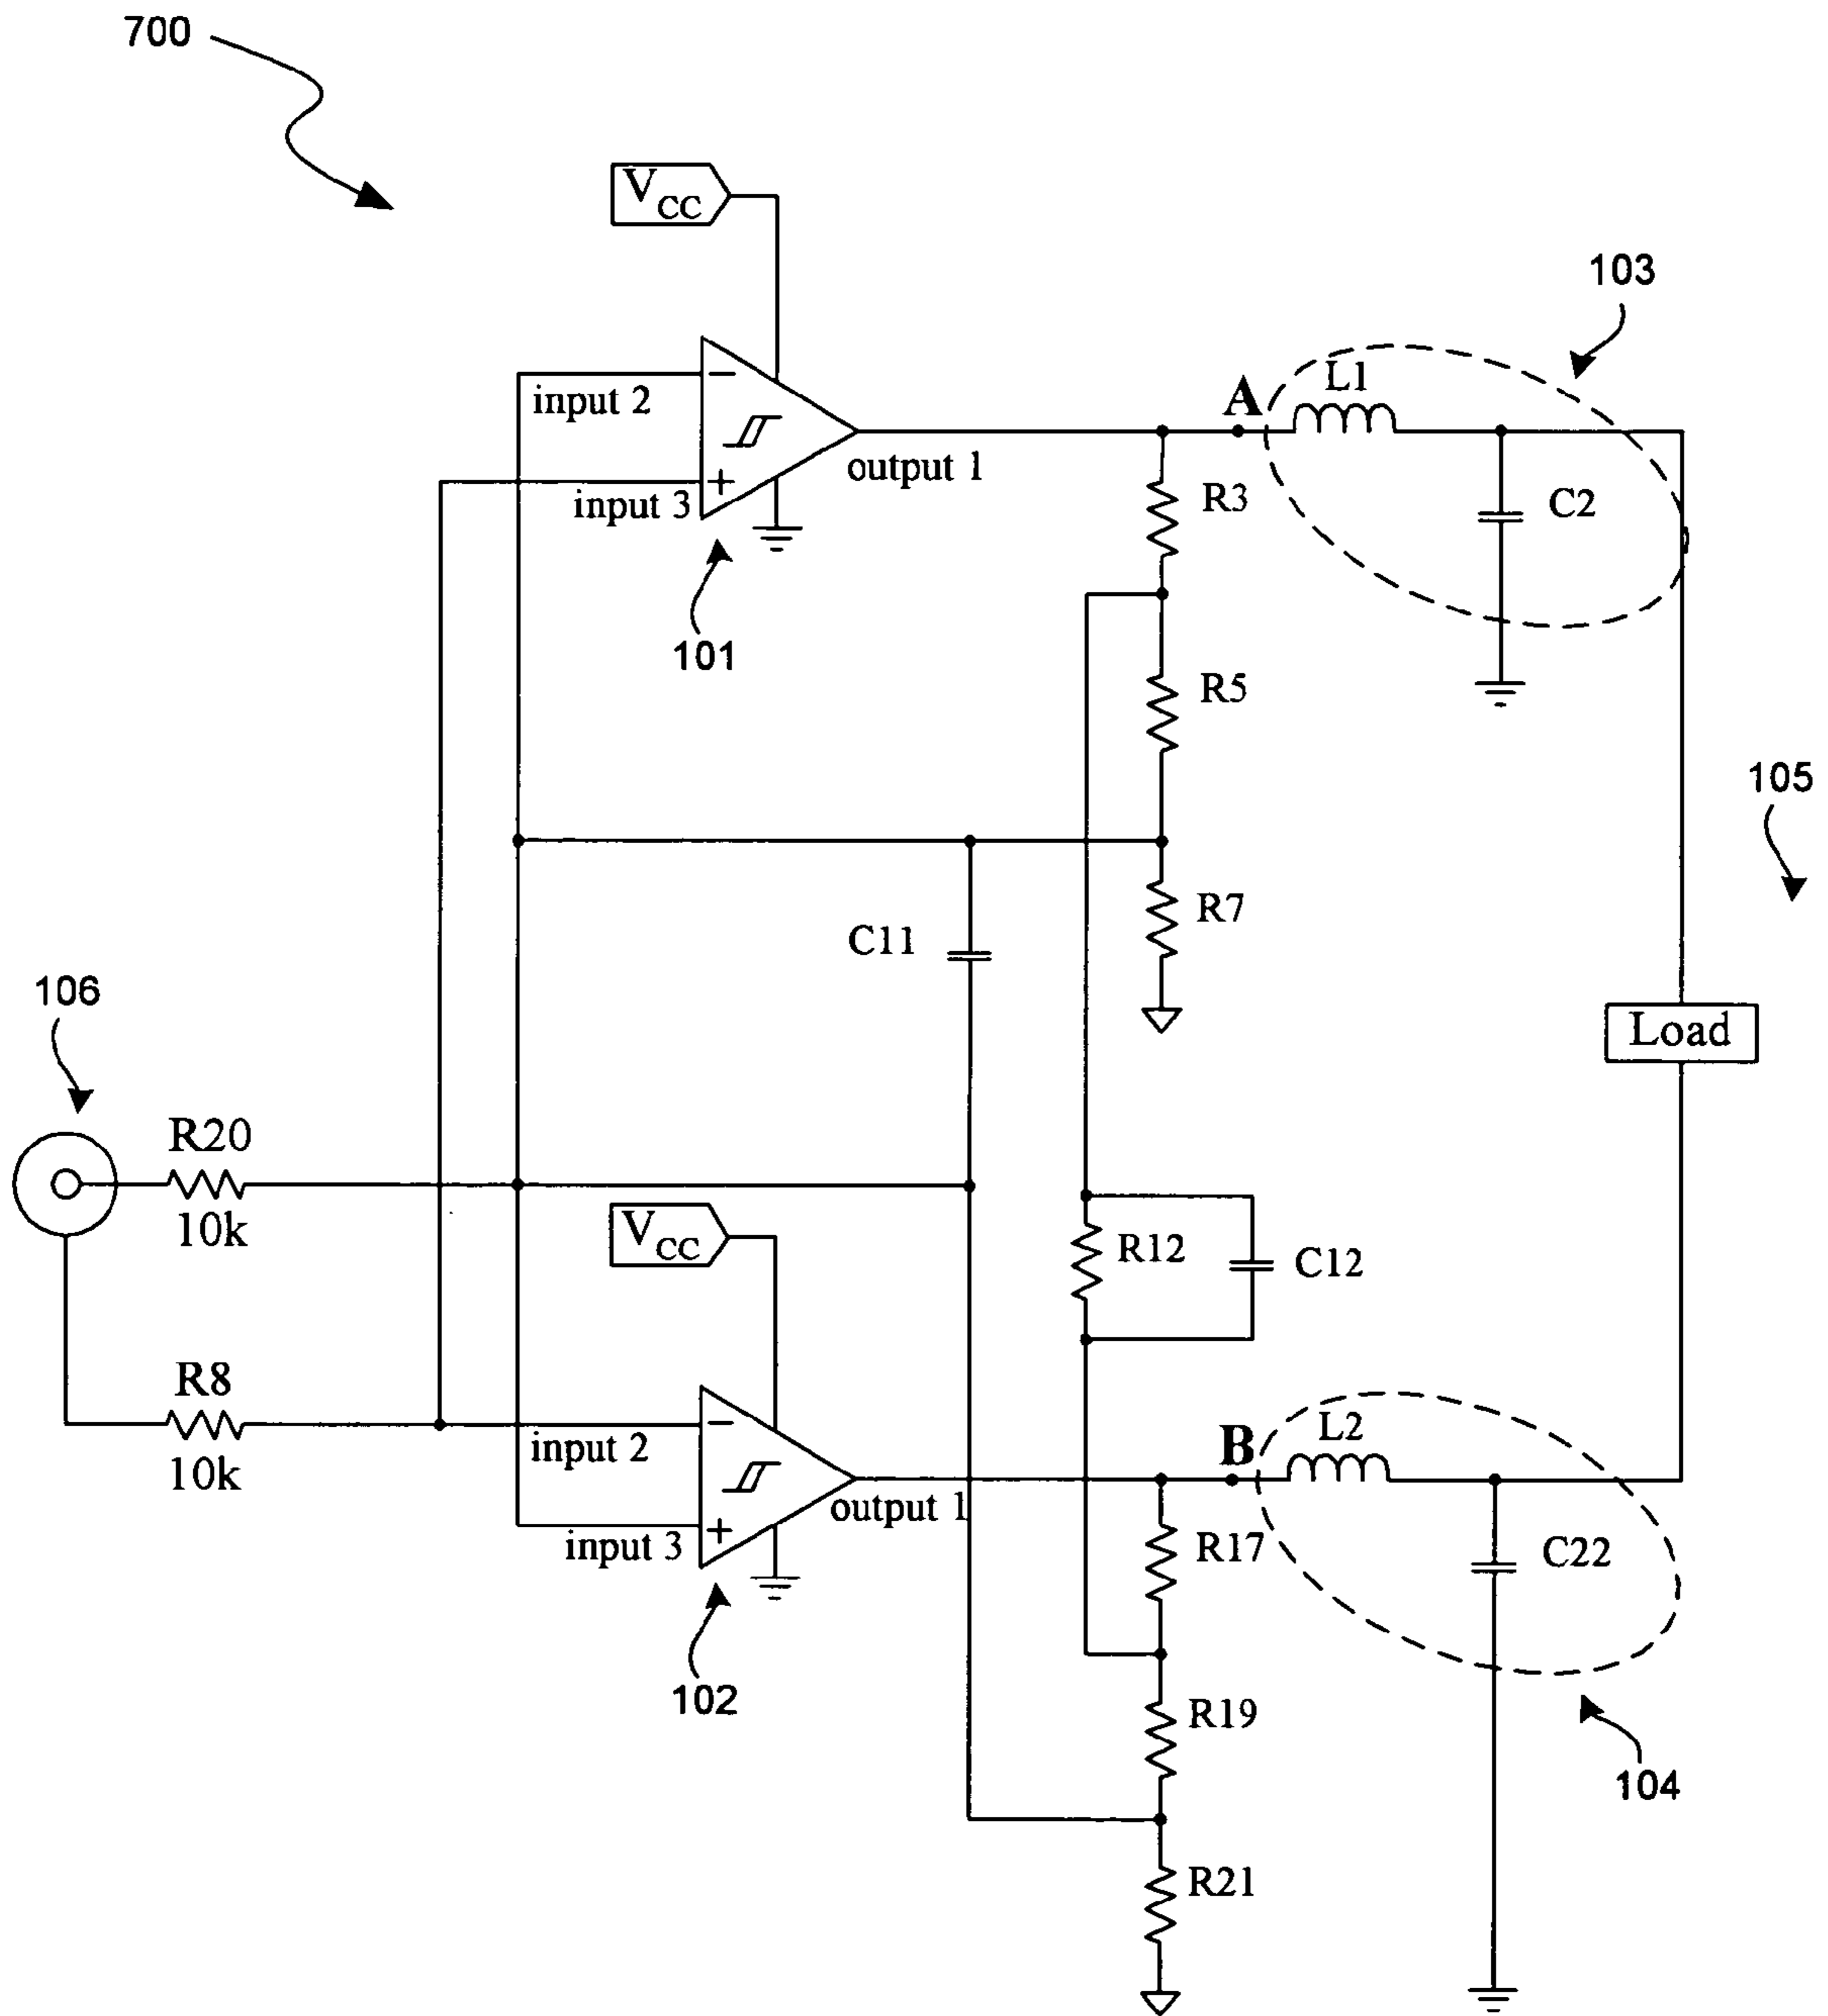 700
VCC
103
L1
A
input 2
output 1
input 3
R3
C2
101
R5
105
R7
C11
106
Load
R20
10k
VCC
R12
C12
R8
10k
L2
B
input 2
output 1
input 3
R17
C22
102
R19
104
R21